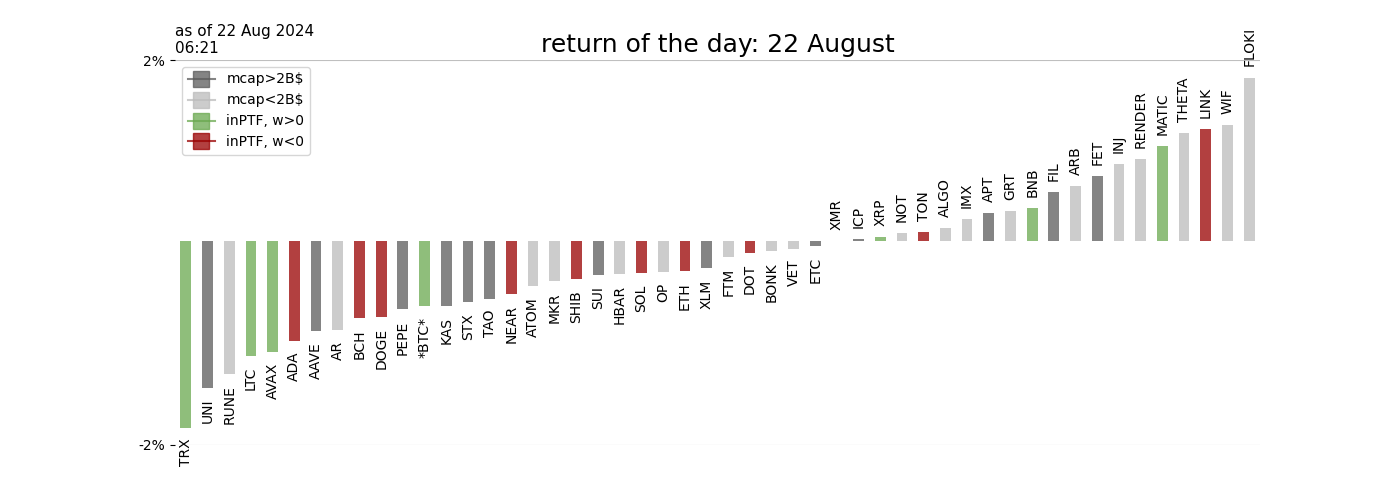 as of 22 Aug 2024
06:21
return of the day: 22 August
2%
-2%
mcap>2B$
mcap<2B$
inPTF, w>0
inPTF, w<0
TRX
UNI
RUNE
LTC
AVAX
ADA
AAVE
AR
BCH
DOGE
PEPE
*BTC*
KAS
STX
TAO
NEAR
ATOM
MKR
SHIB
SUI
HBAR
SOL
OP
ETH
XLM
FTM
DOT
BONK
VET
ETC
XMR
ICP
XRP
NOT
TON
ALGO
IMX
APT
GRT
BNB
FIL
ARB
FET
INJ
RENDER
MATIC
THETA
LINK
WIF
FLOKI